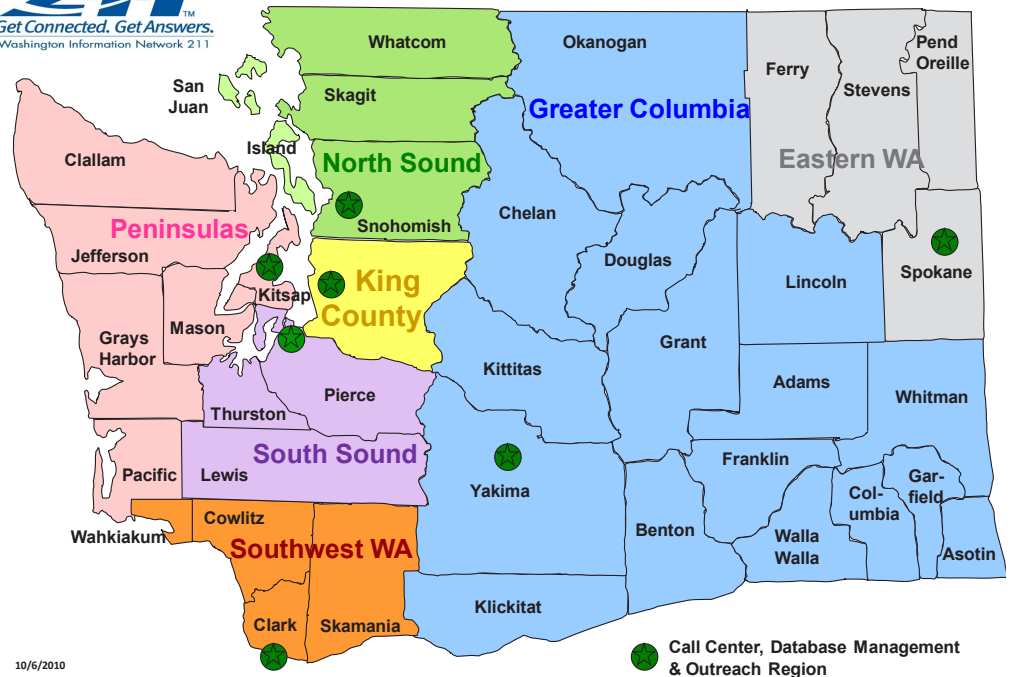 211
TM
Get Connected. Get Answers.
Washington Information Network 211
Whatcom
Okanogan
Pend
Oreille
Ferry
San
Juan
Skagit
Stevens
Greater Columbia
Island
North Sound
Eastern WA
Clallam
Chelan
Snohomish
Peninsulas
Jefferson
Douglas
Spokane
King
County
Lincoln
Kitsap
Mason
Grays
Harbor
Grant
Kittitas
Adams
Pierce
Whitman
Thurston
South Sound
Franklin
Pacific
Lewis
Yakima
Gar-
field
Col-
umbia
Cowlitz
Wahkiakum
Benton
Walla
Walla
Southwest WA
Asotin
Klickitat
Clark
Skamania
Call Center, Database Management
& Outreach Region
10/6/2010